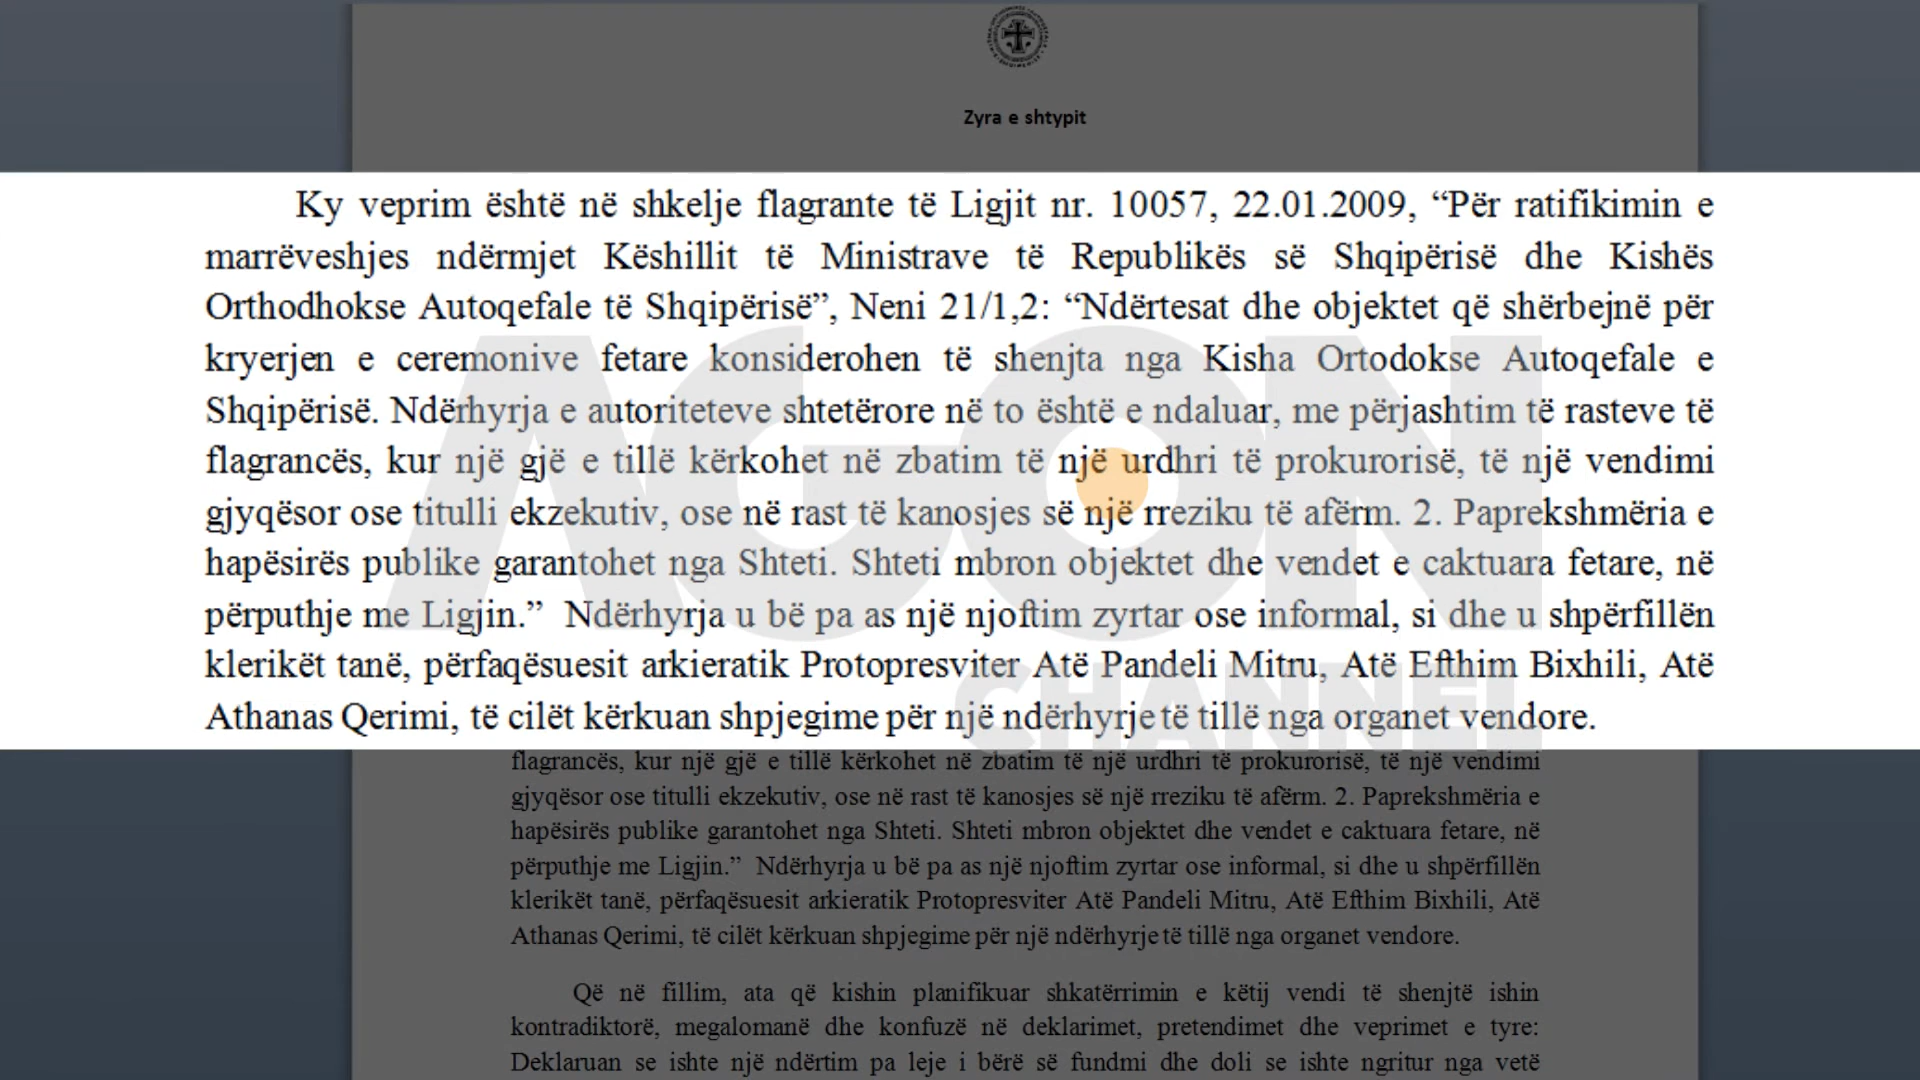 Zyra e shtypit
Ky veprim është në shkelje flagrante të Ligjit nr. 10057, 22.01.2009, “Për ratifikimin e
marrëveshjes ndërmjet Këshillit të Ministrave të Republikës së Shqipërisë dhe Kishës
Orthodhokse Autoqefale të Shqipërisë”, Neni 21/1,2: “Ndërtesat dhe objektet që shërbejnë për
kryerjen e ceremonive fetare konsiderohen të shenjta nga Kisha Ortodokse Autoqefale e
Shqipërisë. Ndërhyrja e autoriteteve shtetërore në to është e ndaluar, me përjashtim të rasteve të
flagrancës, kur një gjë e tillë kërkohet në zbatim të një urdhri të prokurorisë, të një vendimi
gjyqësor ose titulli ekzekutiv, ose në rast të kanosjes së një rreziku të afërm. 2. Paprekshmëria e
hapësirës publike garantohet nga Shteti. Shteti mbron objektet dhe vendet e caktuara fetare, në
përputhje me Ligjin.” Ndërhyrja u bë pa as një njoftim zyrtar ose informal, si dhe u shpërfillën
klerikët tanë, përfaqësuesit arkieratik Protopresviter Atë Pandeli Mitru, Atë Efthim Bixhili, Atë
Athanas Qerimi, të cilët kërkuan shpjegime për një ndërhyrje të tillë nga organet vendore.
AGON
CHANNEL
flagrancës, kur një gjë e tillë kërkohet në zbatim të një urdhri të prokurorisë, të një vendimi
gjyqësor ose titulli ekzekutiv, ose në rast të kanosjes së një rreziku të afërm. 2. Paprekshmëria e
hapësirës publike garantohet nga Shteti. Shteti mbron objektet dhe vendet e caktuara fetare, në
përputhje me Ligjin.” Ndërhyrja u bë pa as një njoftim zyrtar ose informal, si dhe u shpërfillën
klerikët tanë, përfaqësuesit arkieratik Protopresviter Atë Pandeli Mitru, Atë Efthim Bixhili, Atë
Athanas Qerimi, të cilët kërkuan shpjegime për një ndërhyrje të tillë nga organet vendore.
Që në fillim, ata që kishin planifikuar shkatërrimin e këtij vendi të shenjtë ishin
kontradiktorë, megalomanë dhe konfuzë në deklarimet, pretendimet dhe veprimet e tyre:
Deklaruan se ishte një ndërtim pa leje i bërë së fundmi dhe doli se ishte ngritur nga vetë